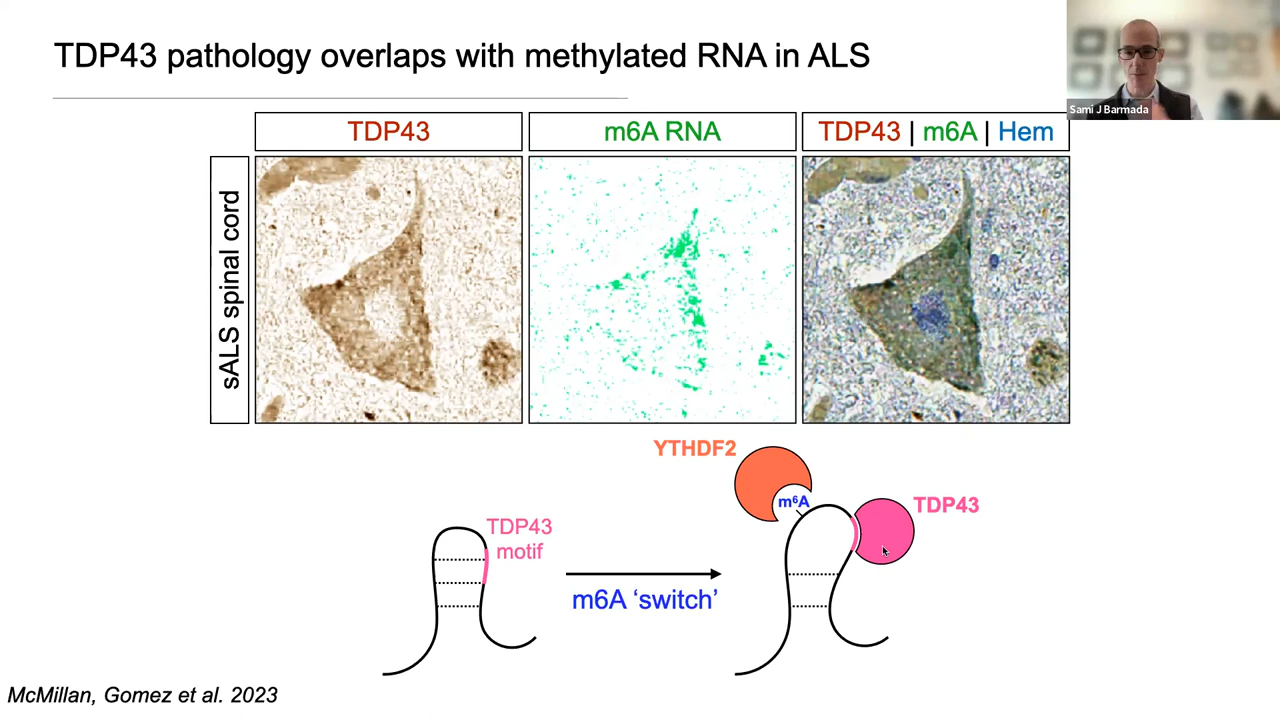 TDP43 pathology overlaps with methylated RNA in ALS
Sami J Barmada
TDP43
m6A RNA
TDP43 | m6A | Hem
sALS spinal cord
YTHDF2
m⁶A
TDP43
TDP43
motif
m6A ‘switch’
McMillan, Gomez et al. 2023